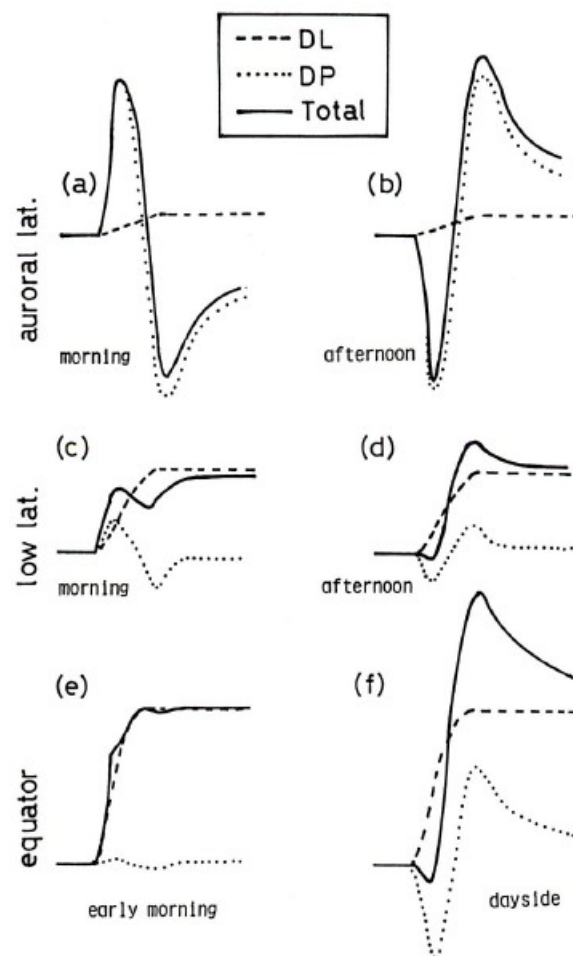 DL
DP
Total
(a)
(b)
auroral lat.
morning
afternoon
(c)
(d)
low lat.
morning
afternoon
(e)
(f)
equator
early morning
dayside